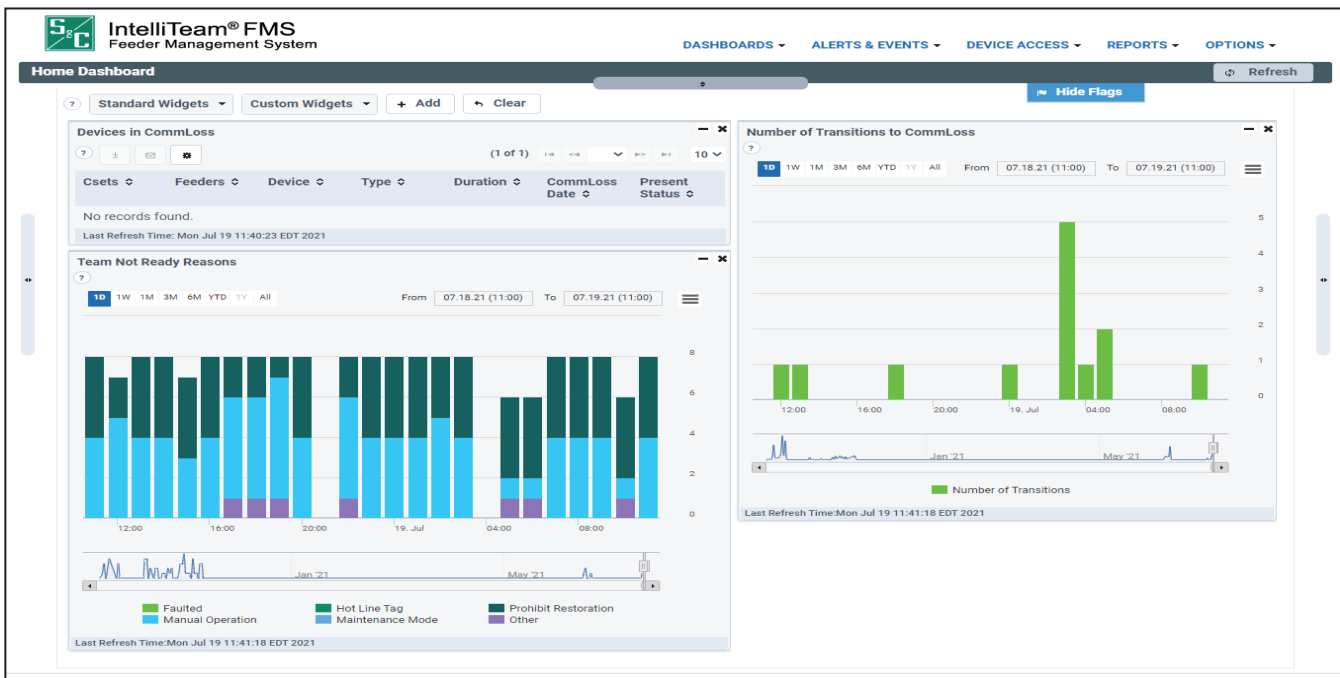 S&C
IntelliTeam® FMS
Feeder Management System
DASHBOARDS ALERTS & EVENTS DEVICE ACCESS REPORTS OPTIONS
Home Dashboard
Refresh
Hide Flags
? Standard Widgets Custom Widgets + Add Clear
Devices in CommLoss
? (1 of 1) 10
Csets Feeders Device Type Duration CommLoss Date Present Status
No records found.
Last Refresh Time: Mon Jul 19 11:40:23 EDT 2021
Team Not Ready Reasons
?
1D 1W 1M 3M 6M YTD 1Y All From 07.18.21 (11:00) To 07.19.21 (11:00)
8
6
4
2
0
12:00 16:00 20:00 19. Jul 04:00 08:00
Jan '21 May '21
Faulted Hot Line Tag Prohibit Restoration
Manual Operation Maintenance Mode Other
Last Refresh Time:Mon Jul 19 11:41:18 EDT 2021
Number of Transitions to CommLoss
?
1D 1W 1M 3M 6M YTD 1Y All From 07.18.21 (11:00) To 07.19.21 (11:00)
5
4
3
2
1
0
12:00 16:00 20:00 19. Jul 04:00 08:00
Jan '21 May '21
Number of Transitions
Last Refresh Time:Mon Jul 19 11:41:18 EDT 2021